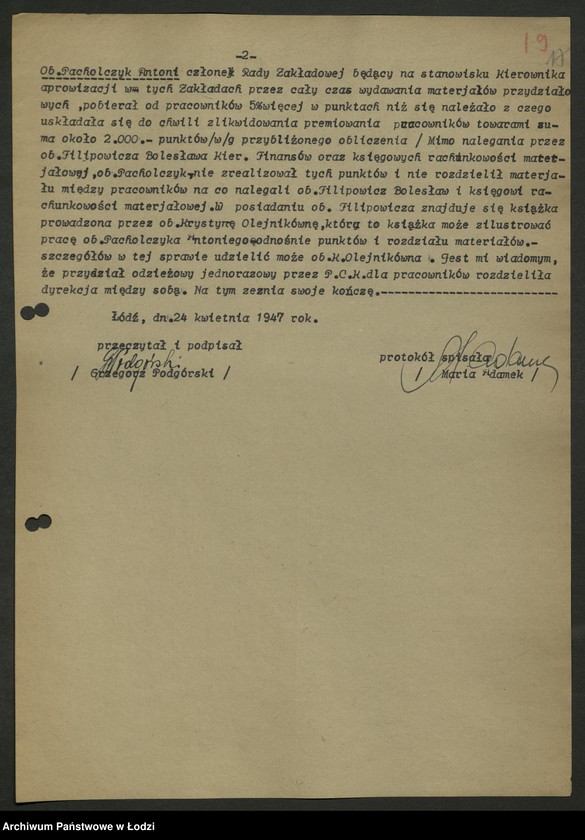 -2-
19
Ob.Pacholczyk Antoni członek Rady Zakładowej będący na stanowisku Kierownika
aprowizacji w tych Zakładach przez cały czas wydawania materjałów przydziało
wych ,pobierał od pracowników 5%więcej w punktach niż się należało z czego
uskładała się do chwili zlikwidowania premiowania pracowników towarami su-
ma około 2.000.- punktów/w/g przybliżonego obliczenia / Mimo nalegania przez
ob.Filipowicza Bolesława Kier. Finansów oraz księgowych rachunkowości mater-
jałowej ,ob.Pacholczyk nie zrealizował tych punktów i nie rozdzielił materja-
łu między pracowników na co nalegali ob.Filipowicz Bolesław i księgowi ra-
chunkowości materjałowej.W posiadaniu ob. Filipowicza znajduje się książka
prowadzona przez ob.Krystynę Olejnikównę,którą to książka może zilustrować
pracę ob.Pacholczyka Antoniego odnośnie punktów i rozdziału materiałów.-
szczegółów w tej sprawie udzielić może ob.K.Olejnikówna . Jest mi wiadomym,
że przydział odzieżowy jednorazowy przez P.C.K.dla pracowników rozdzieliła
dyrekcja między sobą. Na tym zeznia swoje kończę.---------------------------
Łódź, dn.24 kwietnia 1947 rok.
przeczytał i podpisał
protokół spisała
/ Grzegorz Podgórski /
/ Maria Adamek /
Archiwum Państwowe w Łodzi